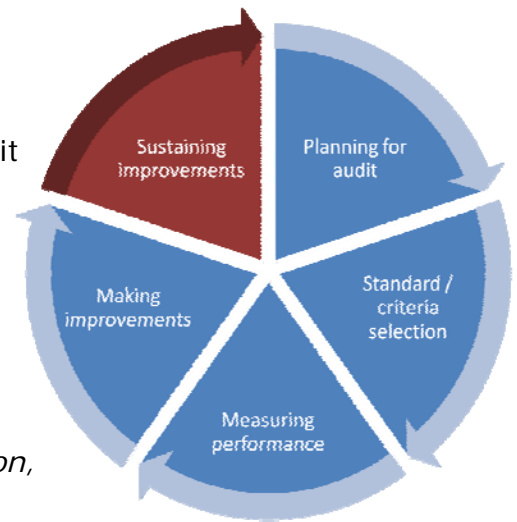 it
Sustaining
improvements
Planning for
audit
Standard /
criteria
selection
Measuring
performance
Making
improvements
on,